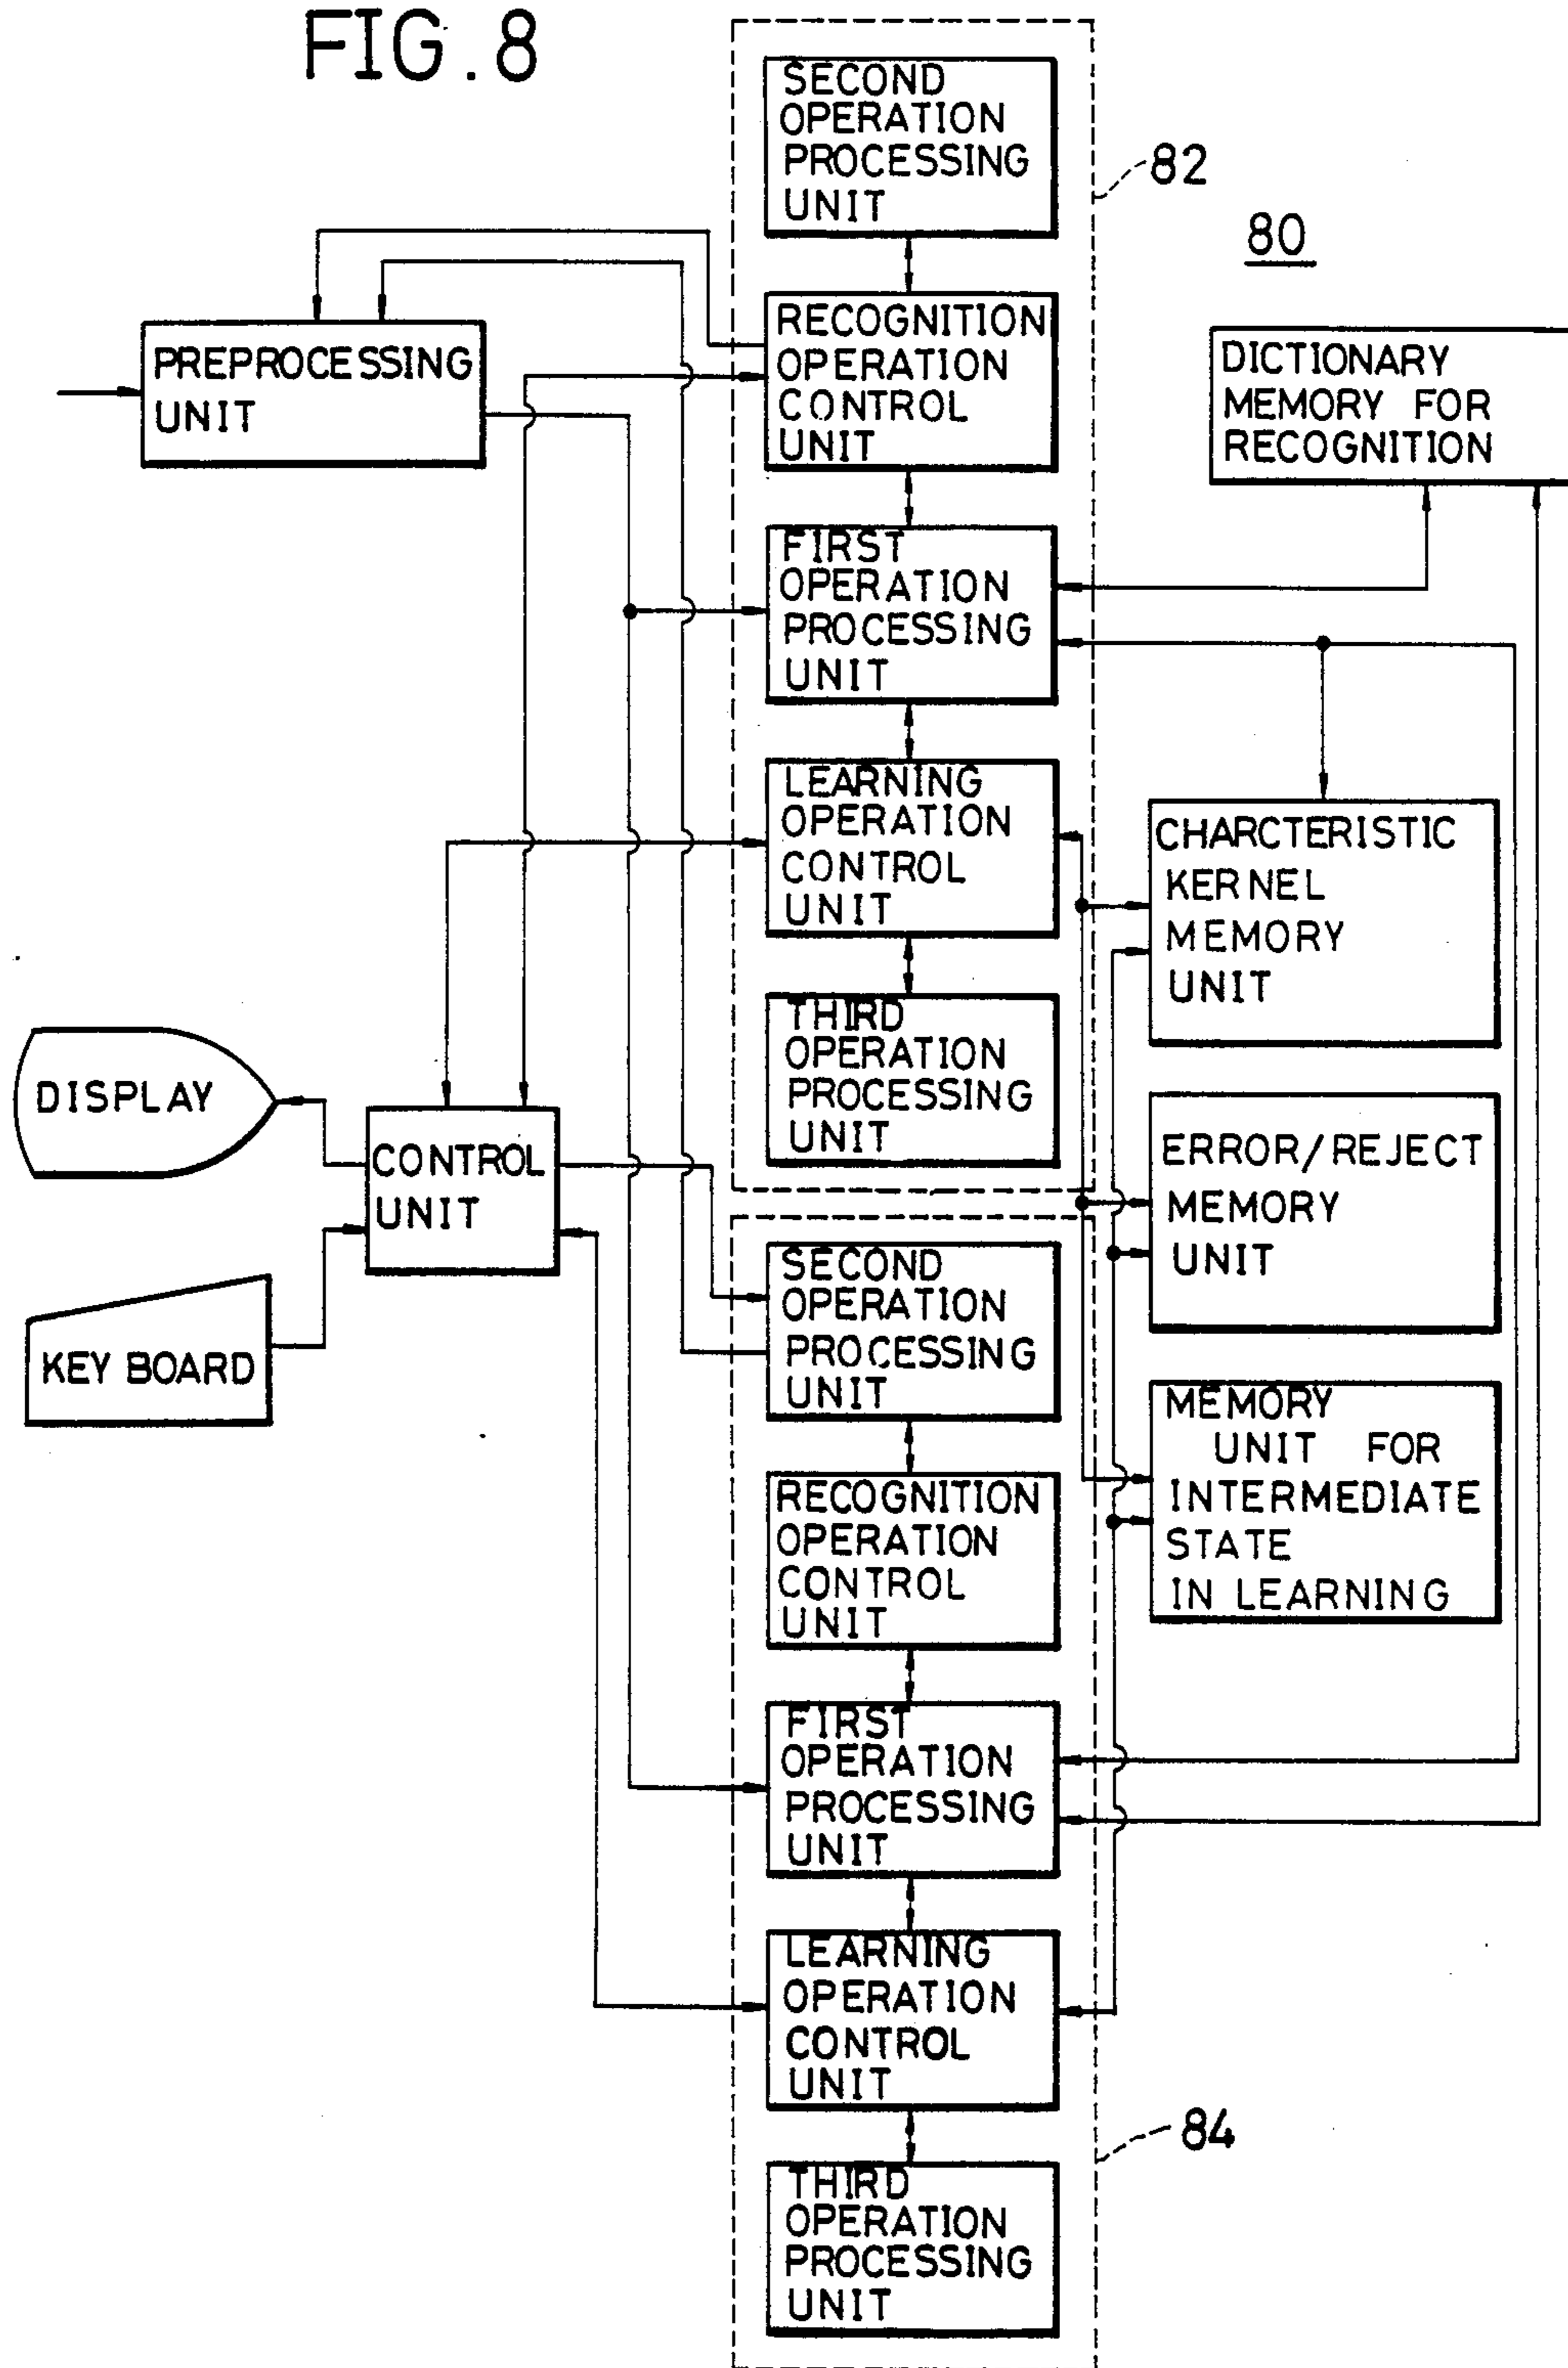 FIG. 8
SECOND
OPERATION
PROCESSING
UNIT
82
80
PREPROCESSING
UNIT
RECOGNITION
OPERATION
CONTROL
UNIT
DICTIONARY
MEMORY FOR
RECOGNITION
FIRST
OPERATION
PROCESSING
UNIT
LEARNING
OPERATION
CONTROL
UNIT
CHARCTERISTIC
KERNEL
MEMORY
UNIT
THIRD
OPERATION
PROCESSING
UNIT
DISPLAY
CONTROL
UNIT
ERROR/REJECT
MEMORY
UNIT
KEY BOARD
SECOND
OPERATION
PROCESSING
UNIT
MEMORY
UNIT FOR
INTERMEDIATE
STATE
IN LEARNING
RECOGNITION
OPERATION
CONTROL
UNIT
FIRST
OPERATION
PROCESSING
UNIT
LEARNING
OPERATION
CONTROL
UNIT
84
THIRD
OPERATION
PROCESSING
UNIT